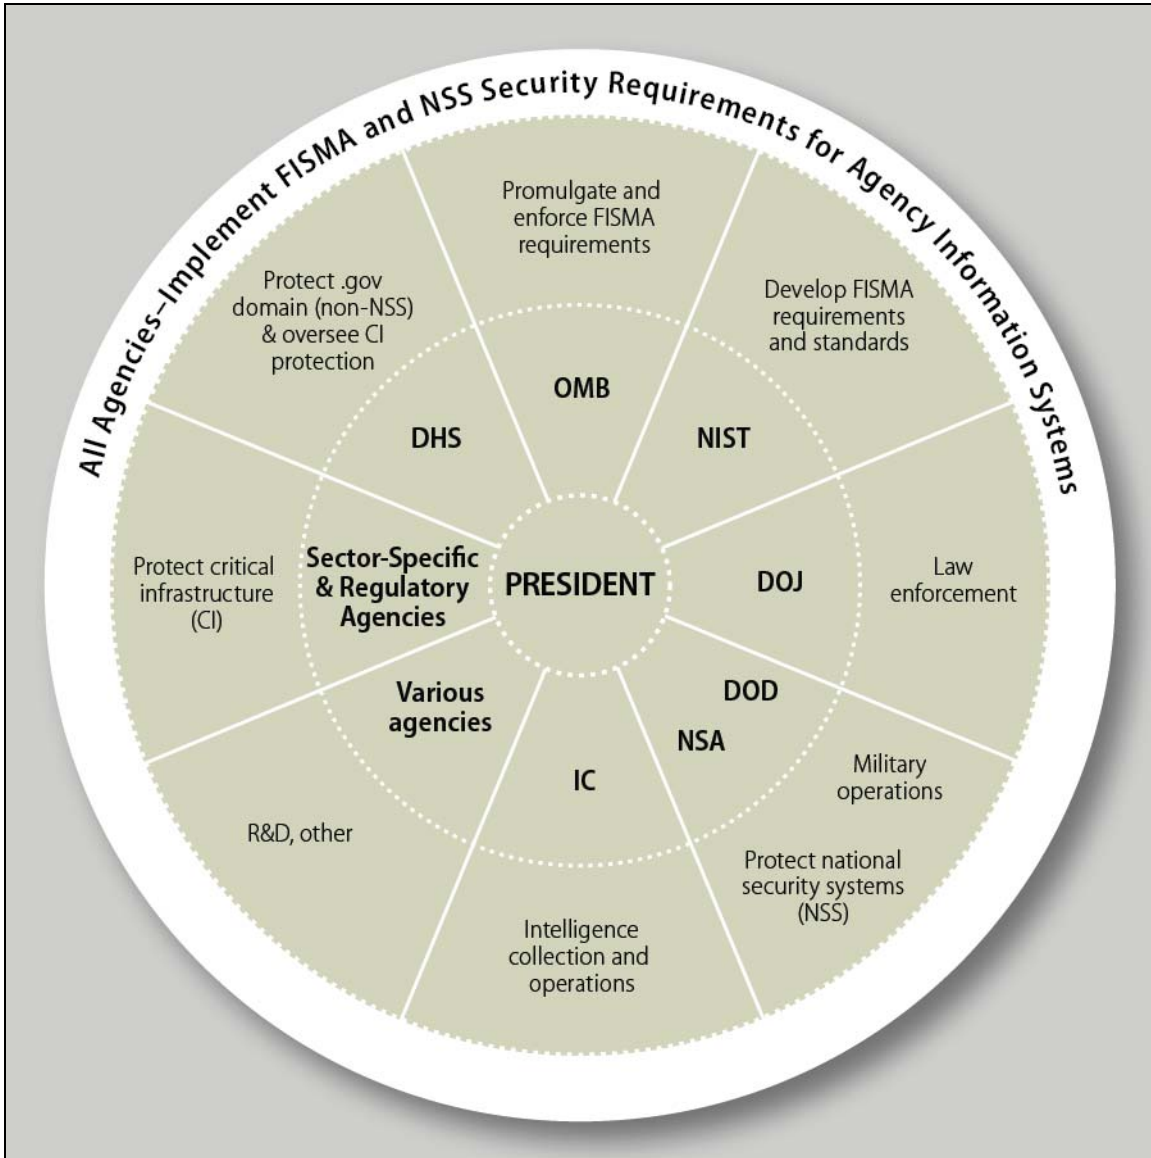 All Agencies–Implement FISMA and NSS Security Requirements for Agency Information Systems
Promulgate and
enforce FISMA
requirements
OMB
Develop FISMA
requirements
and standards
NIST
Law
enforcement
DOJ
Military
operations
DOD
Protect national
security systems
(NSS)
NSA
Intelligence
collection and
operations
IC
R&D, other
Various
agencies
Protect critical
infrastructure
(CI)
Sector-Specific
& Regulatory
Agencies
Protect .gov
domain (non-NSS)
& oversee CI
protection
DHS
PRESIDENT